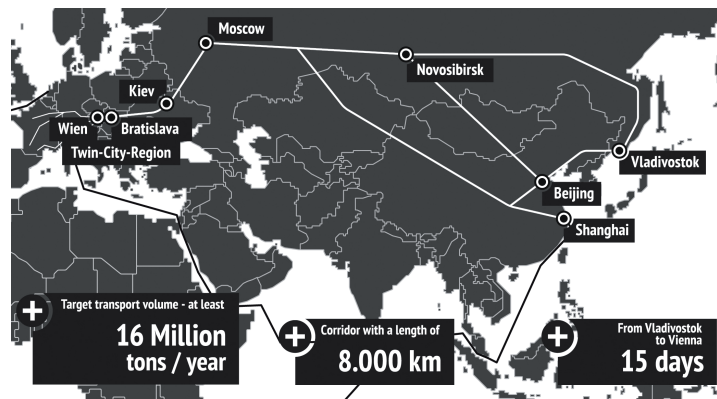 Moscow
Novosibirsk
Kiev
Wien
Bratislava
Twin-City-Region
Vladivostok
Beijing
Shanghai
+ Target transport volume - at least
16 Million
tons / year
+ Corridor with a length of
8.000 km
+ From Vladivostok
to Vienna
15 days